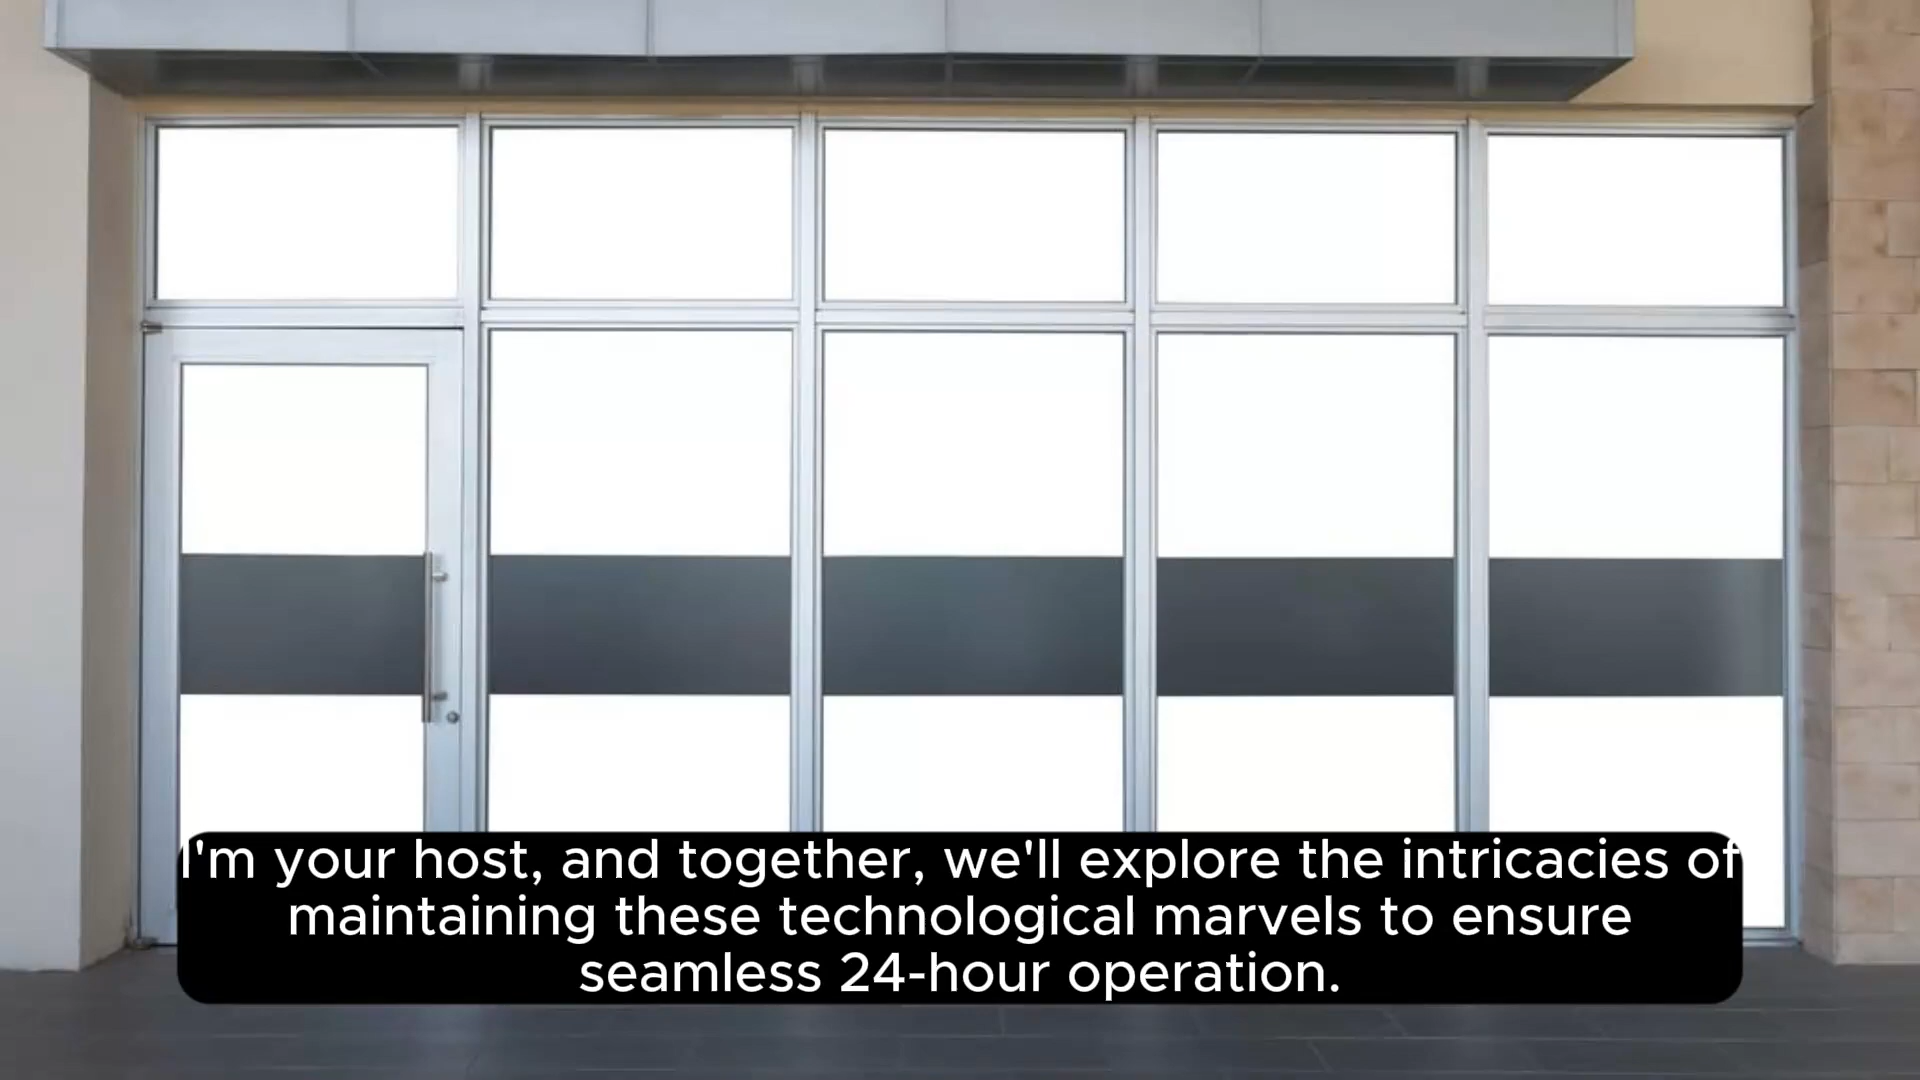 I'm your host, and together, we'll explore the intricacies of
maintaining these technological marvels to ensure
seamless 24-hour operation.